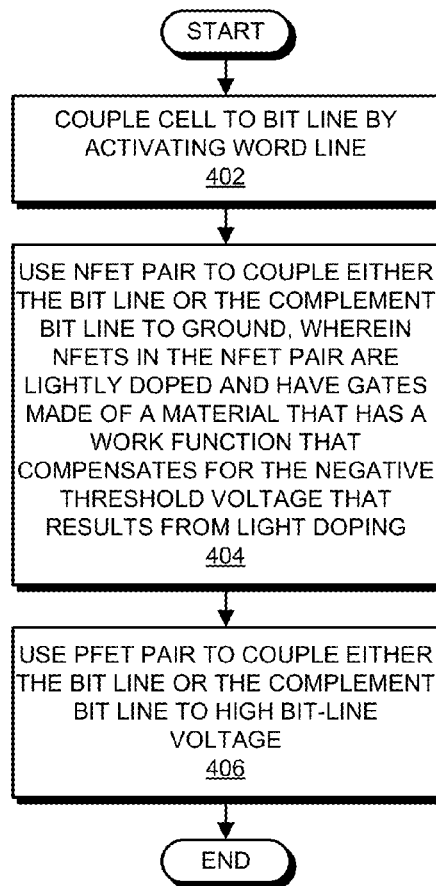 START
COUPLE CELL TO BIT LINE BY
ACTIVATING WORD LINE
402
USE NFET PAIR TO COUPLE EITHER
THE BIT LINE OR THE COMPLEMENT
BIT LINE TO GROUND, WHEREIN
NFETS IN THE NFET PAIR ARE
LIGHTLY DOPED AND HAVE GATES
MADE OF A MATERIAL THAT HAS A
WORK FUNCTION THAT
COMPENSATES FOR THE NEGATIVE
THRESHOLD VOLTAGE THAT
RESULTS FROM LIGHT DOPING
404
USE PFET PAIR TO COUPLE EITHER
THE BIT LINE OR THE COMPLEMENT
BIT LINE TO HIGH BIT-LINE
VOLTAGE
406
END